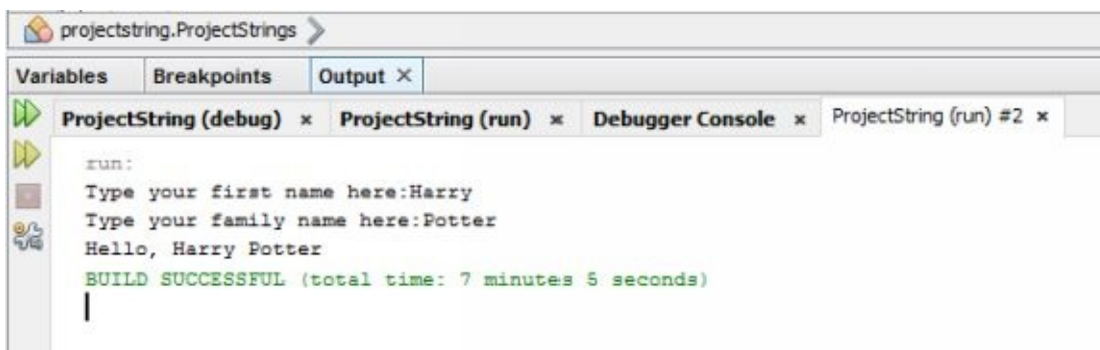 projectstring.ProjectStrings
Variables Breakpoints Output ×
ProjectString (debug) × ProjectString (run) × Debugger Console × ProjectString (run) #2 ×
run:
Type your first name here:Harry
Type your family name here:Potter
Hello, Harry Potter
BUILD SUCCESSFUL (total time: 7 minutes 5 seconds)